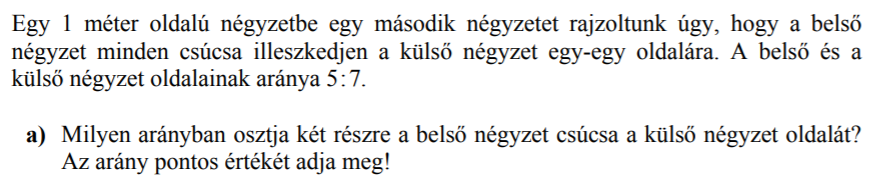 Egy 1 méter oldalú négyzetbe egy második négyzetet rajzoltunk úgy, hogy a belső
négyzet minden csúcsa illeszkedjen a külső négyzet egy-egy oldalára. A belső és a
külső négyzet oldalainak aránya 5:7.
a) Milyen arányban osztja két részre a belső négyzet csúcsa a külső négyzet oldalát?
Az arány pontos értékét adja meg!